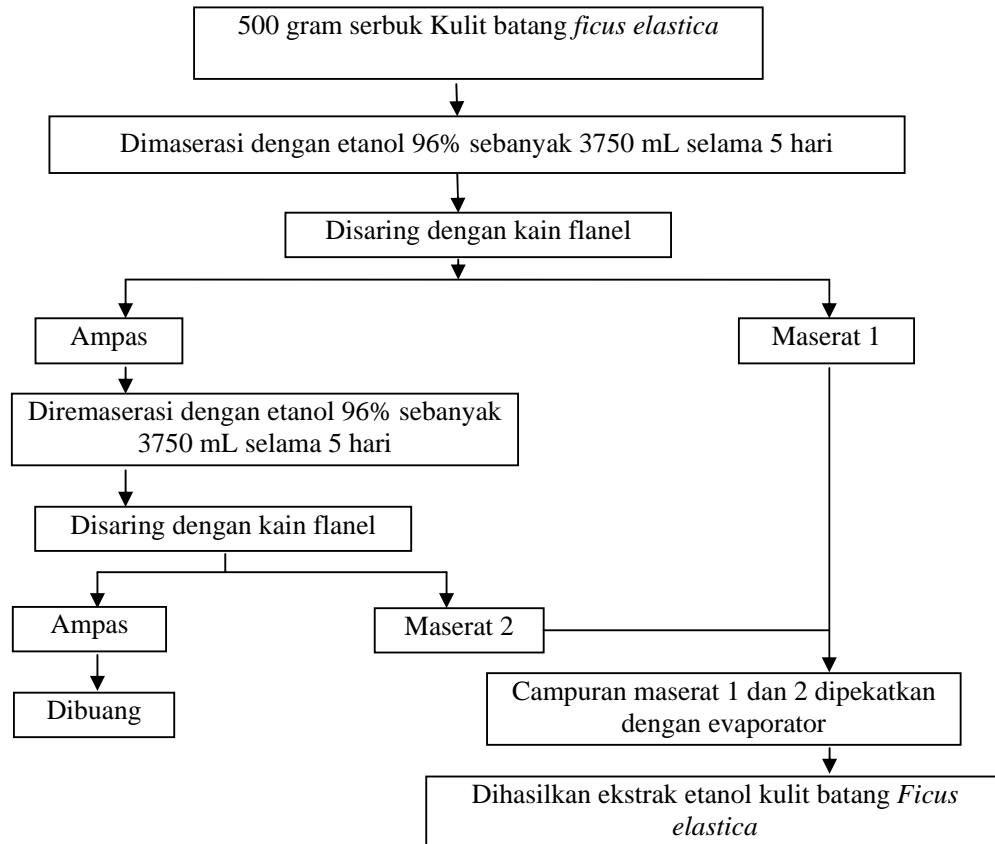 500 gram serbuk Kulit batang ficus elastica
Dimaserasi dengan etanol 96% sebanyak 3750 mL selama 5 hari
Disaring dengan kain flanel
Ampas
Maserat 1
Diremaserasi dengan etanol 96% sebanyak
3750 mL selama 5 hari
Disaring dengan kain flanel
Ampas
Maserat 2
Dibuang
Campuran maserat 1 dan 2 dipekatkan
dengan evaporator
Dihasilkan ekstrak etanol kulit batang Ficus
elastica